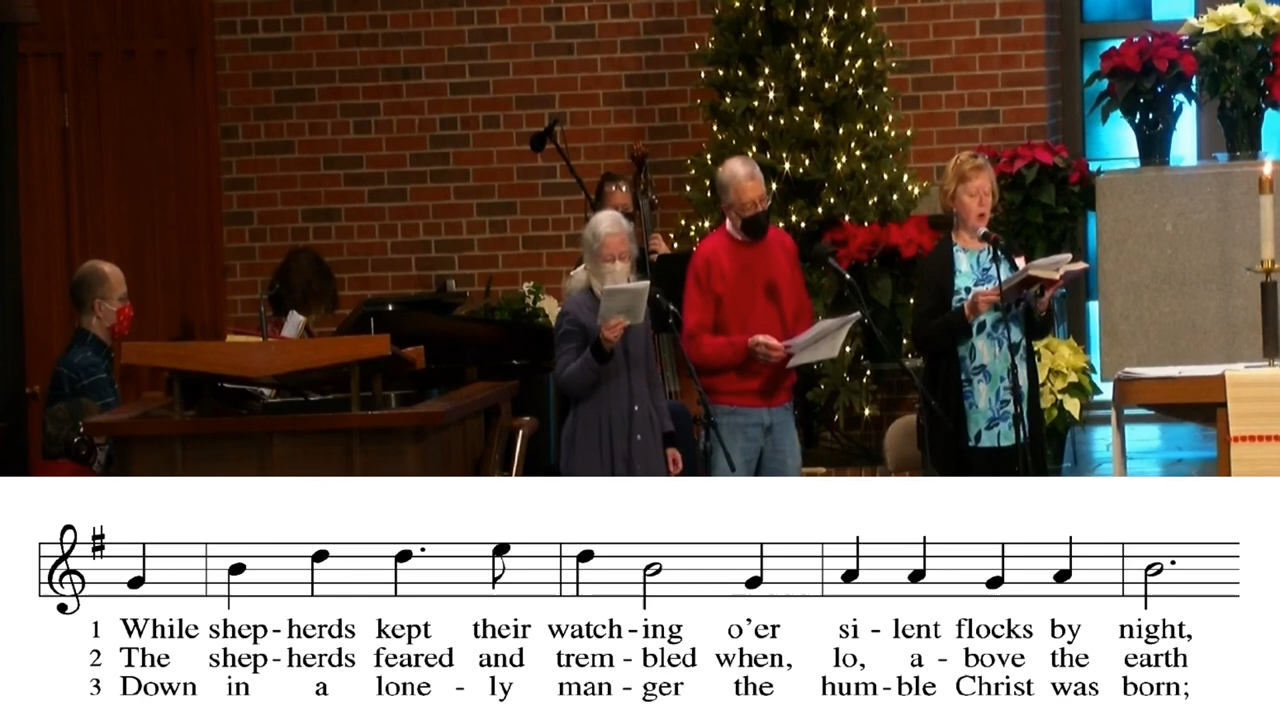 1 While shep - herds kept their watch - ing o'er si - lent flocks by night,
2 The shep - herds feared and trem - bled when, lo, a - bove the earth
3 Down in a lone - ly man - ger the hum - ble Christ was born;